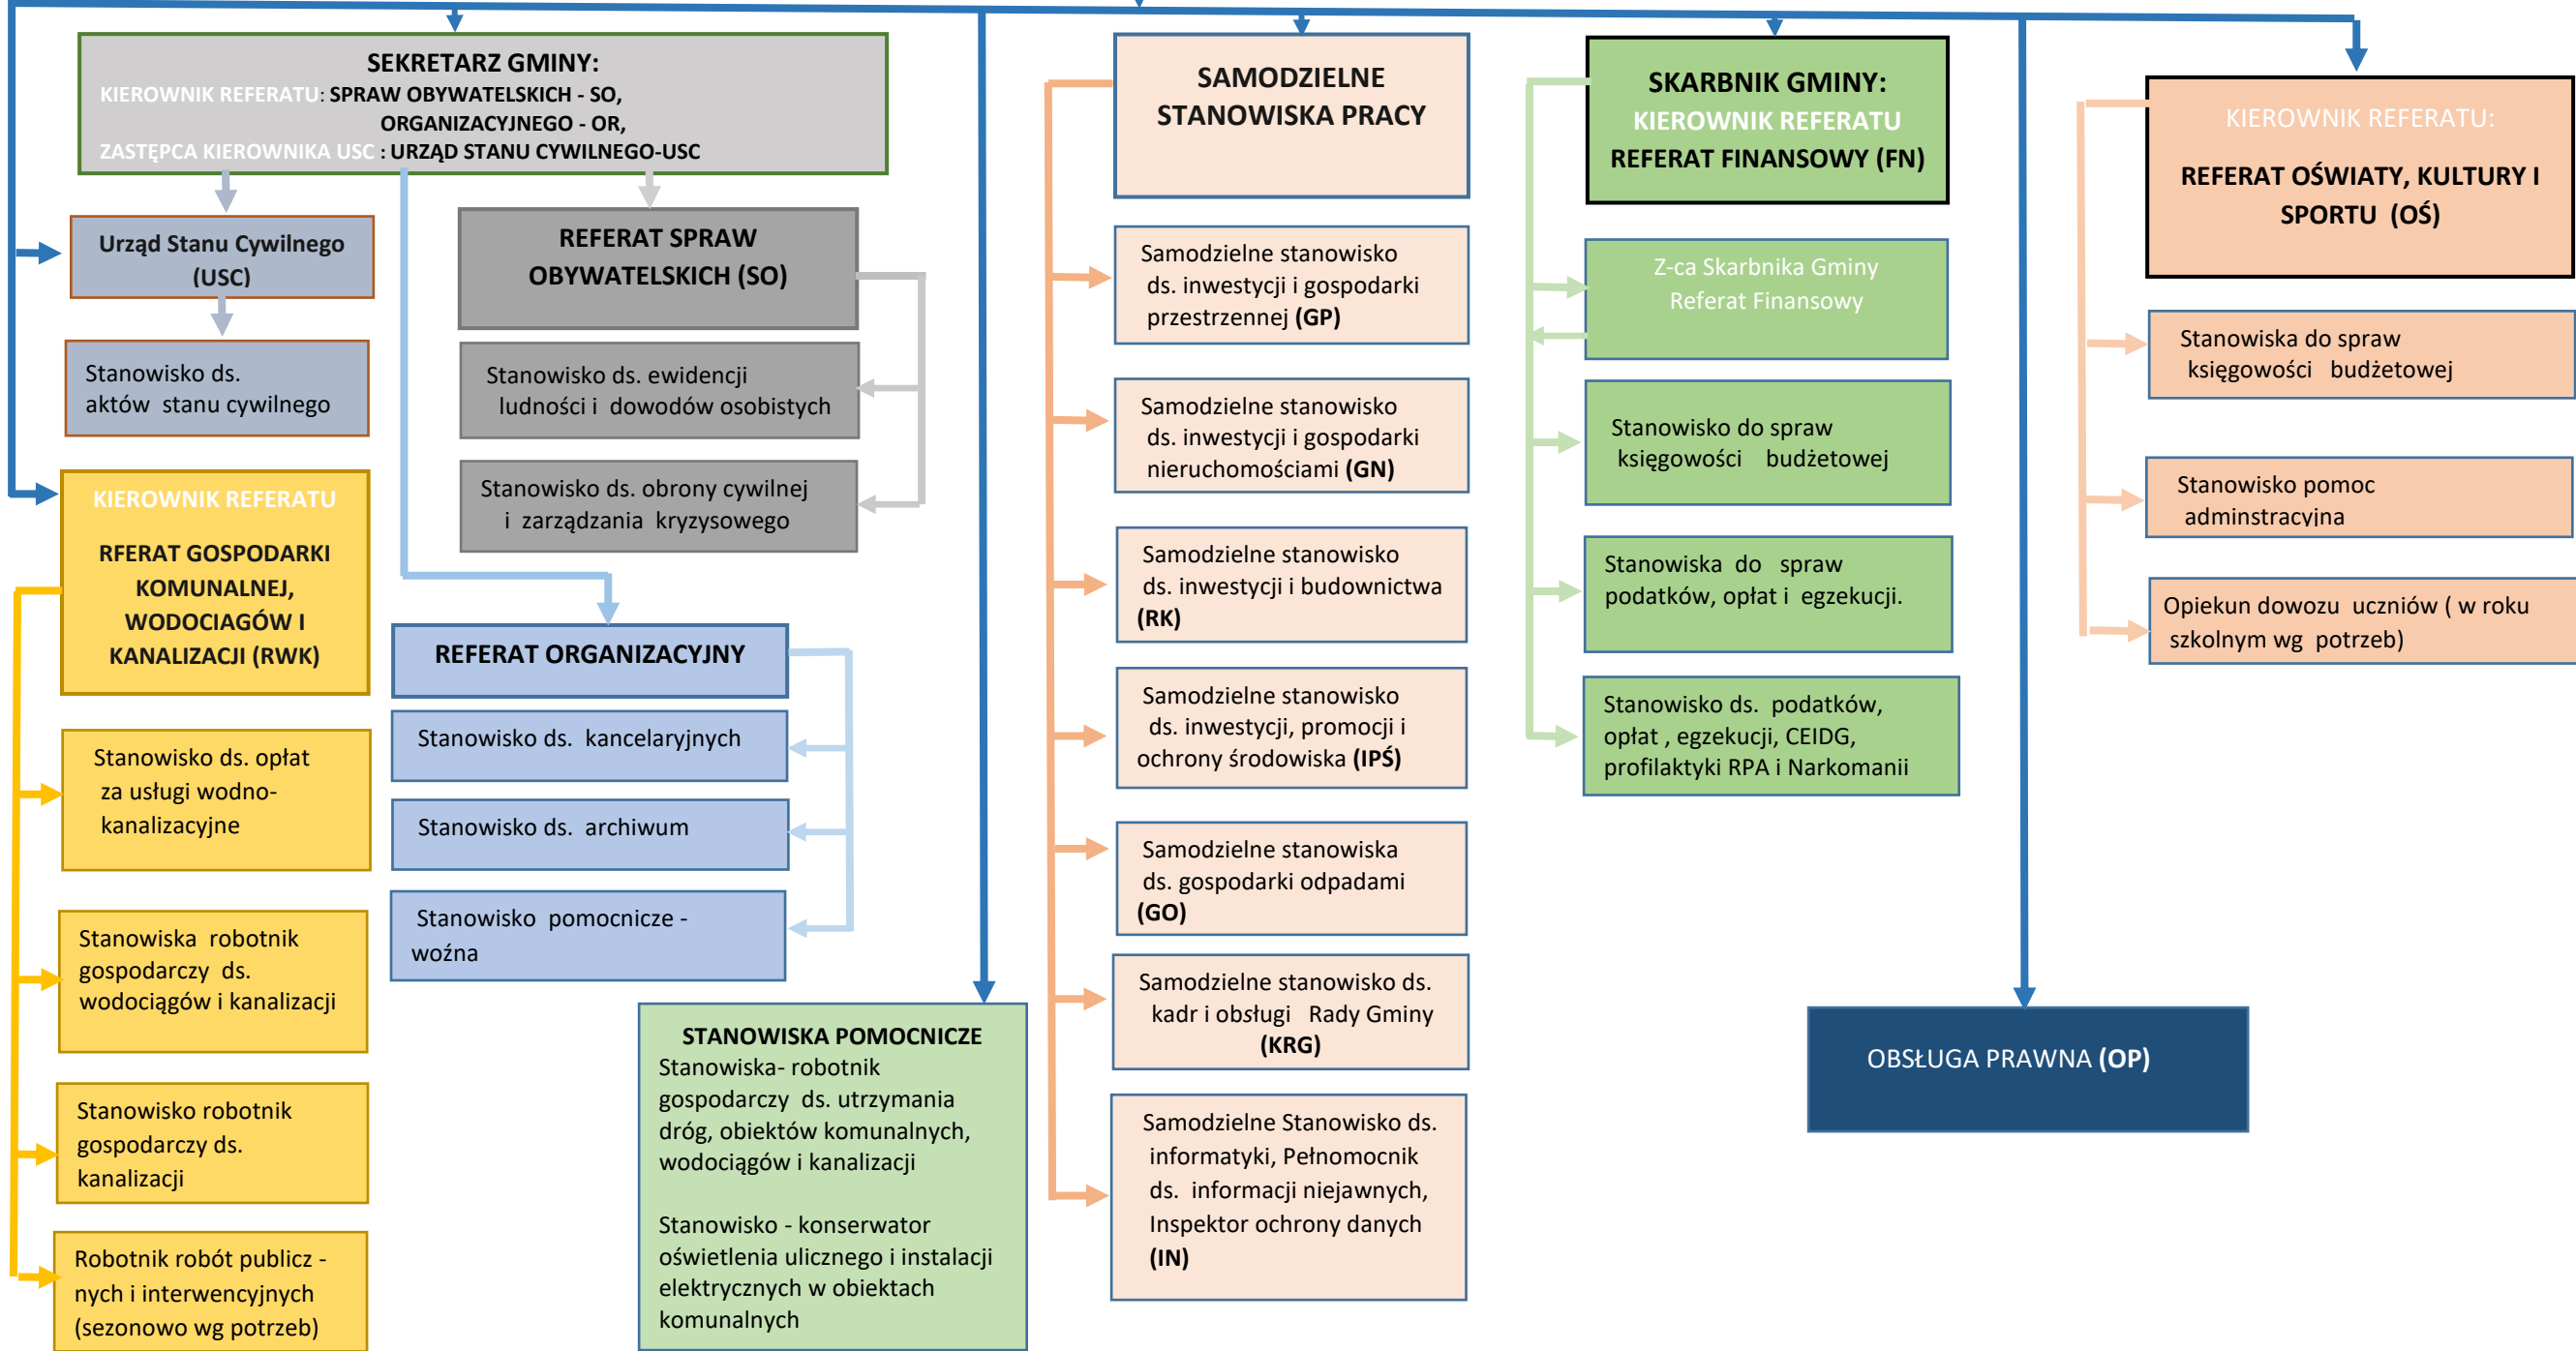 SEKRETARZ GMINY:
KIEROWNIK REFERATU: SPRAW OBYWATELSKICH - SO,
ORGANIZACYJNEGO - OR,
ZASTĘPCA KIEROWNIKA USC : URZĄD STANU CYWILNEGO-USC
Urząd Stanu Cywilnego
(USC)
Stanowisko ds.
aktów stanu cywilnego
KIEROWNIK REFERATU
RFERAT GOSPODARKI
KOMUNALNEJ,
WODOCIAGÓW I
KANALIZACJI (RWK)
Stanowisko ds. opłat
za usługi wodno-
kanalizacyjne
Stanowiska robotnik
gospodarczy ds.
wodociągów i kanalizacji
Stanowisko robotnik
gospodarczy ds.
kanalizacji
Robotnik robót publicz -
nych i interwencyjnych
(sezonowo wg potrzeb)
REFERAT SPRAW
OBYWATELSKICH (SO)
Stanowisko ds. ewidencji
ludności i dowodów osobistych
Stanowisko ds. obrony cywilnej
i zarządzania kryzysowego
REFERAT ORGANIZACYJNY
Stanowisko ds. kancelaryjnych
Stanowisko ds. archiwum
Stanowisko pomocnicze -
woźna
STANOWISKA POMOCNICZE
Stanowiska- robotnik
gospodarczy ds. utrzymania
dróg, obiektów komunalnych,
wodociągów i kanalizacji
Stanowisko - konserwator
oświetlenia ulicznego i instalacji
elektrycznych w obiektach
komunalnych
SAMODZIELNE
STANOWISKA PRACY
Samodzielne stanowisko
ds. inwestycji i gospodarki
przestrzennej (GP)
Samodzielne stanowisko
ds. inwestycji i gospodarki
nieruchomościami (GN)
Samodzielne stanowisko
ds. inwestycji i budownictwa
(RK)
Samodzielne stanowisko
ds. inwestycji, promocji i
ochrony środowiska (IPŚ)
Samodzielne stanowiska
ds. gospodarki odpadami
(GO)
Samodzielne stanowisko ds.
kadr i obsługi Rady Gminy
(KRG)
Samodzielne Stanowisko ds.
informatyki, Pełnomocnik
ds. informacji niejawnych,
Inspektor ochrony danych
(IN)
SKARBNIK GMINY:
KIEROWNIK REFERATU
REFERAT FINANSOWY (FN)
Z-ca Skarbnika Gminy
Referat Finansowy
Stanowisko do spraw
księgowości budżetowej
Stanowiska do spraw
podatków, opłat i egzekucji.
Stanowisko ds. podatków,
opłat , egzekucji, CEIDG,
profilaktyki RPA i Narkomanii
KIEROWNIK REFERATU:
REFERAT OŚWIATY, KULTURY I
SPORTU (OŚ)
Stanowiska do spraw
księgowości budżetowej
Stanowisko pomoc
adminstracyjna
Opiekun dowozu uczniów ( w roku
szkolnym wg potrzeb)
OBSŁUGA PRAWNA (OP)